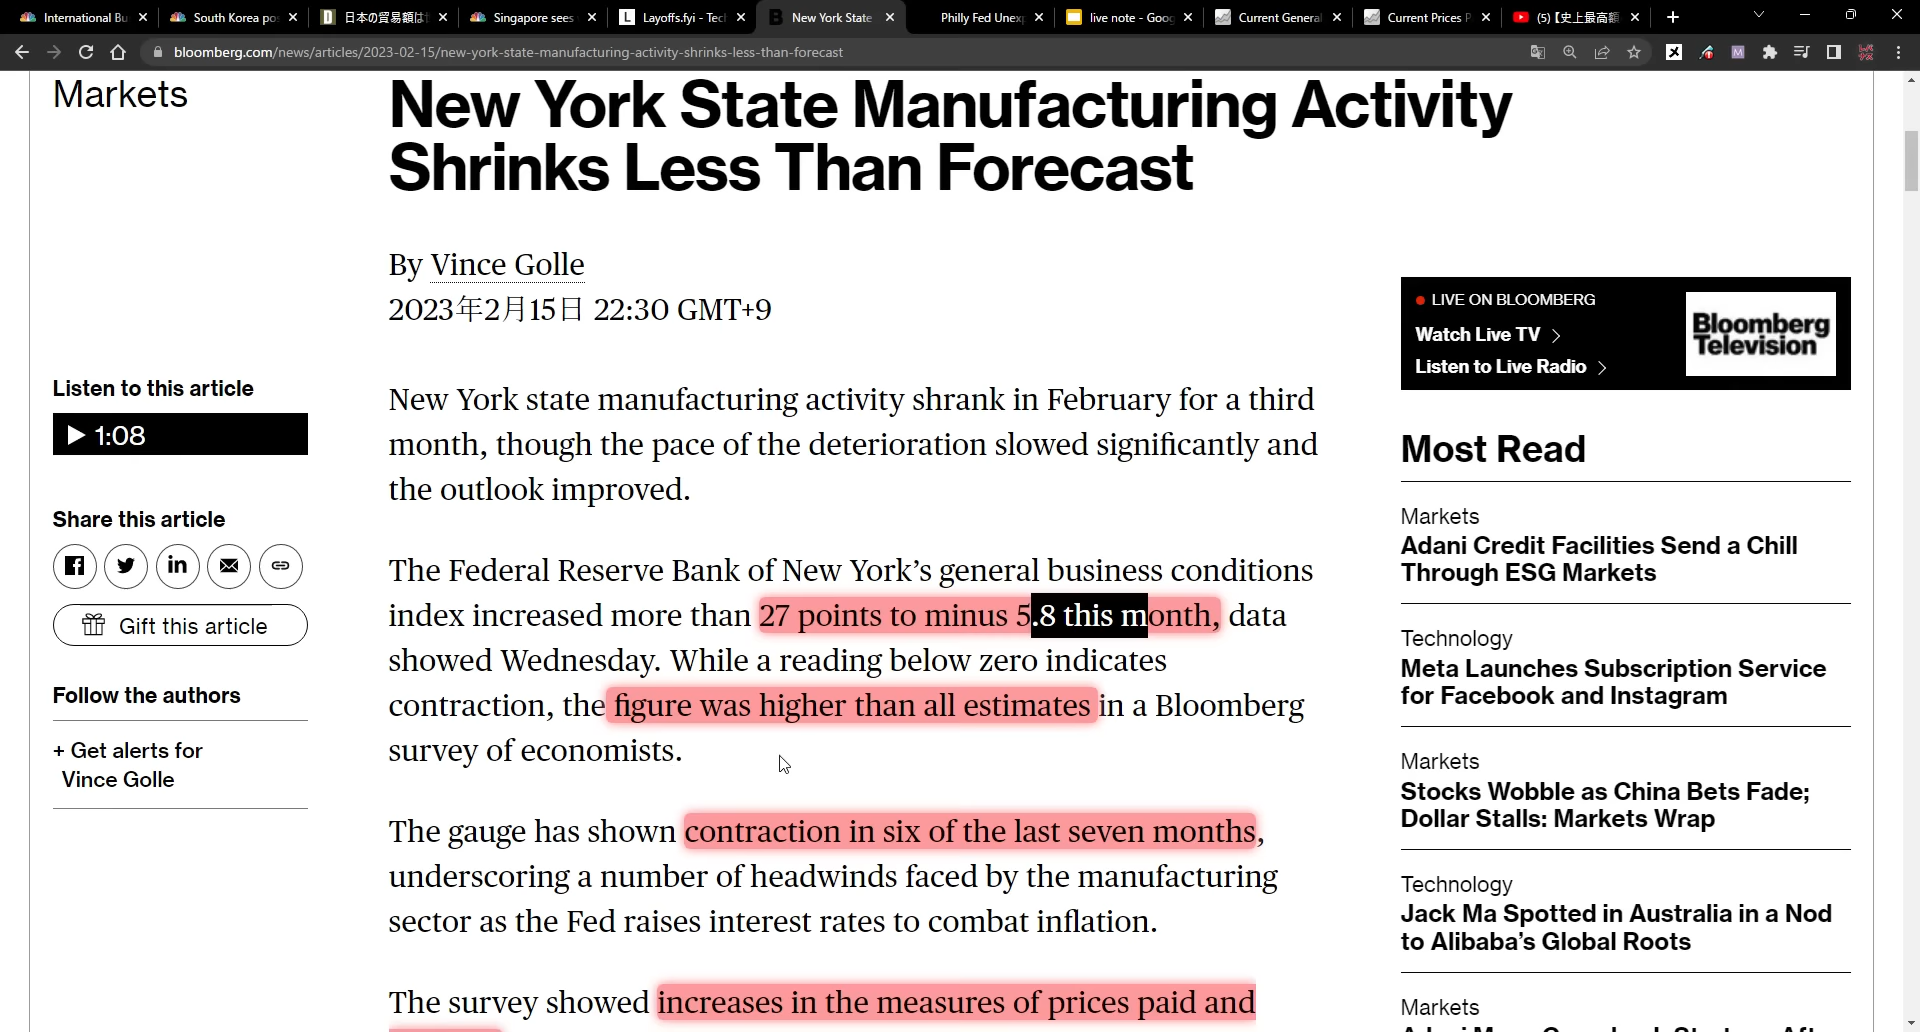 International Bu
South Korea po
日本の貿易額は
Singapore sees
Layoffs.fyi - Tec
New York State
Philly Fed Unex
live note - Goog
Current General
Current Prices P
(5)【史上最高額
bloomberg.com/news/articles/2023-02-15/new-york-state-manufacturing-activity-shrinks-less-than-forecast
Markets
New York State Manufacturing Activity
Shrinks Less Than Forecast
By Vince Golle
2023年2月15日 22:30 GMT+9
Listen to this article
1:08
Share this article
Gift this article
Follow the authors
+ Get alerts for
Vince Golle
New York state manufacturing activity shrank in February for a third
month, though the pace of the deterioration slowed significantly and
the outlook improved.
The Federal Reserve Bank of New York’s general business conditions
index increased more than 27 points to minus 5.8 this month, data
showed Wednesday. While a reading below zero indicates
contraction, the figure was higher than all estimates in a Bloomberg
survey of economists.
The gauge has shown contraction in six of the last seven months,
underscoring a number of headwinds faced by the manufacturing
sector as the Fed raises interest rates to combat inflation.
The survey showed increases in the measures of prices paid and
LIVE ON BLOOMBERG
Watch Live TV
Listen to Live Radio
Bloomberg
Television
Most Read
Markets
Adani Credit Facilities Send a Chill
Through ESG Markets
Technology
Meta Launches Subscription Service
for Facebook and Instagram
Markets
Stocks Wobble as China Bets Fade;
Dollar Stalls: Markets Wrap
Technology
Jack Ma Spotted in Australia in a Nod
to Alibaba’s Global Roots
Markets